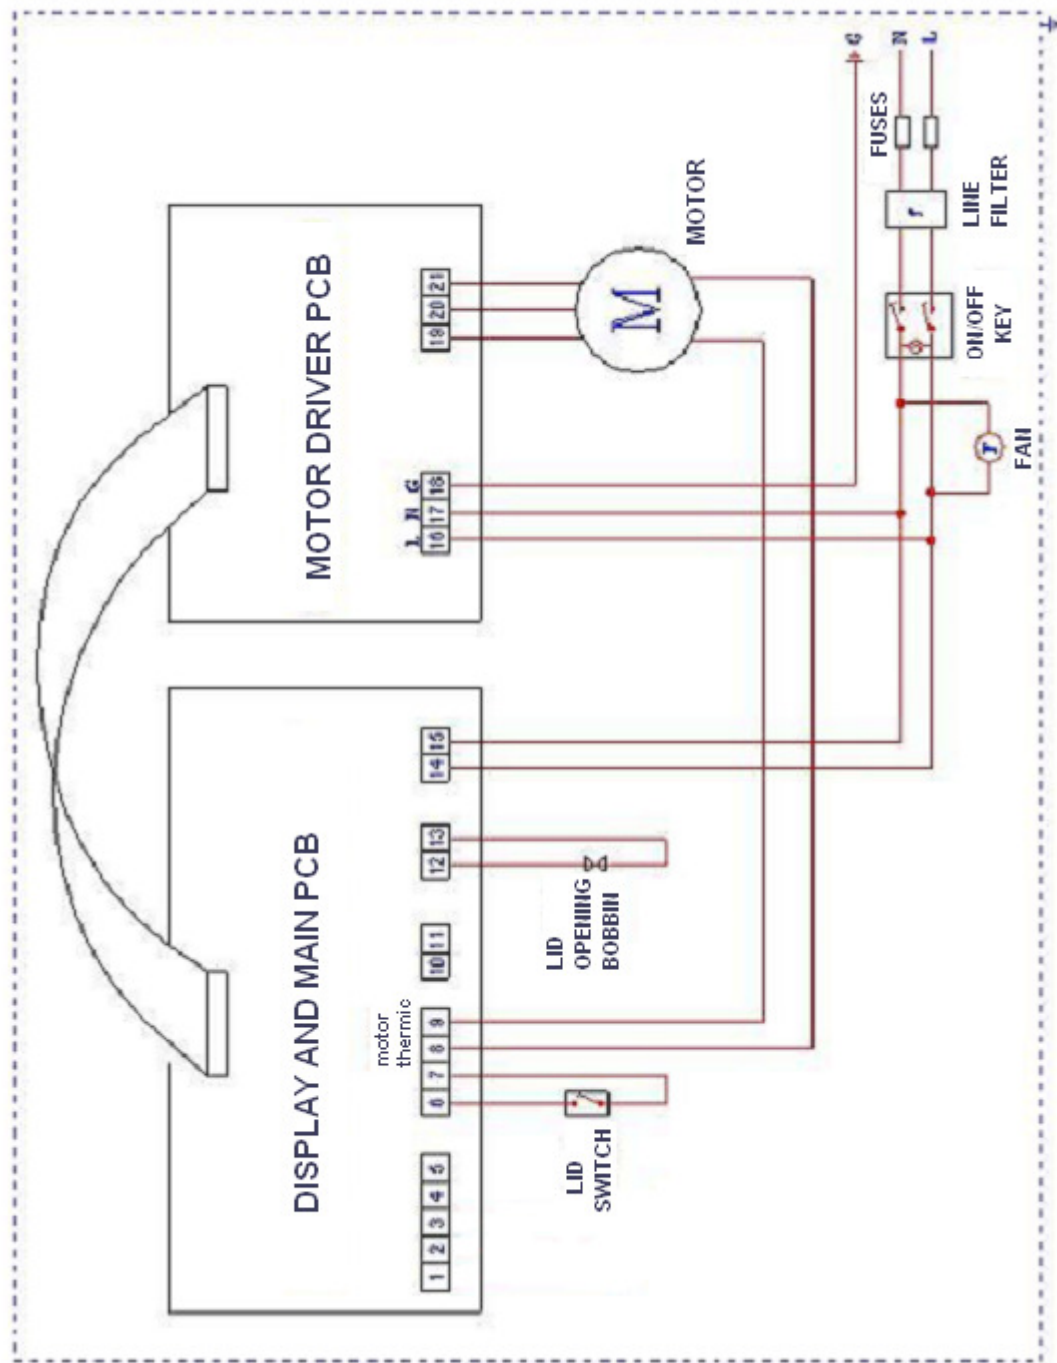 DISPLAY AND MAIN PCB
1 2 3 4 5
motor
thermic
6 7 8 9
10 11
12 13
14 15
LID
SWITCH
LID
OPENING
BOBBIN
MOTOR DRIVER PCB
L N G
16 17 18
19 20 21
M
MOTOR
G
N
L
FUSES
LINE
FILTER
ON/OFF
KEY
FAN